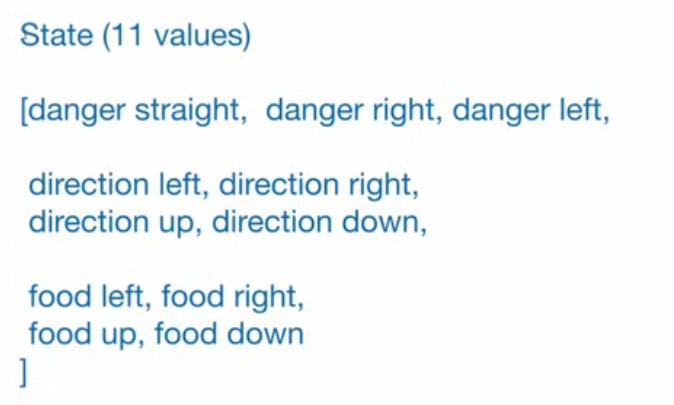 State (11 values)
[danger straight, danger right, danger left,
direction left, direction right,
direction up, direction down,
food left, food right,
food up, food down
]